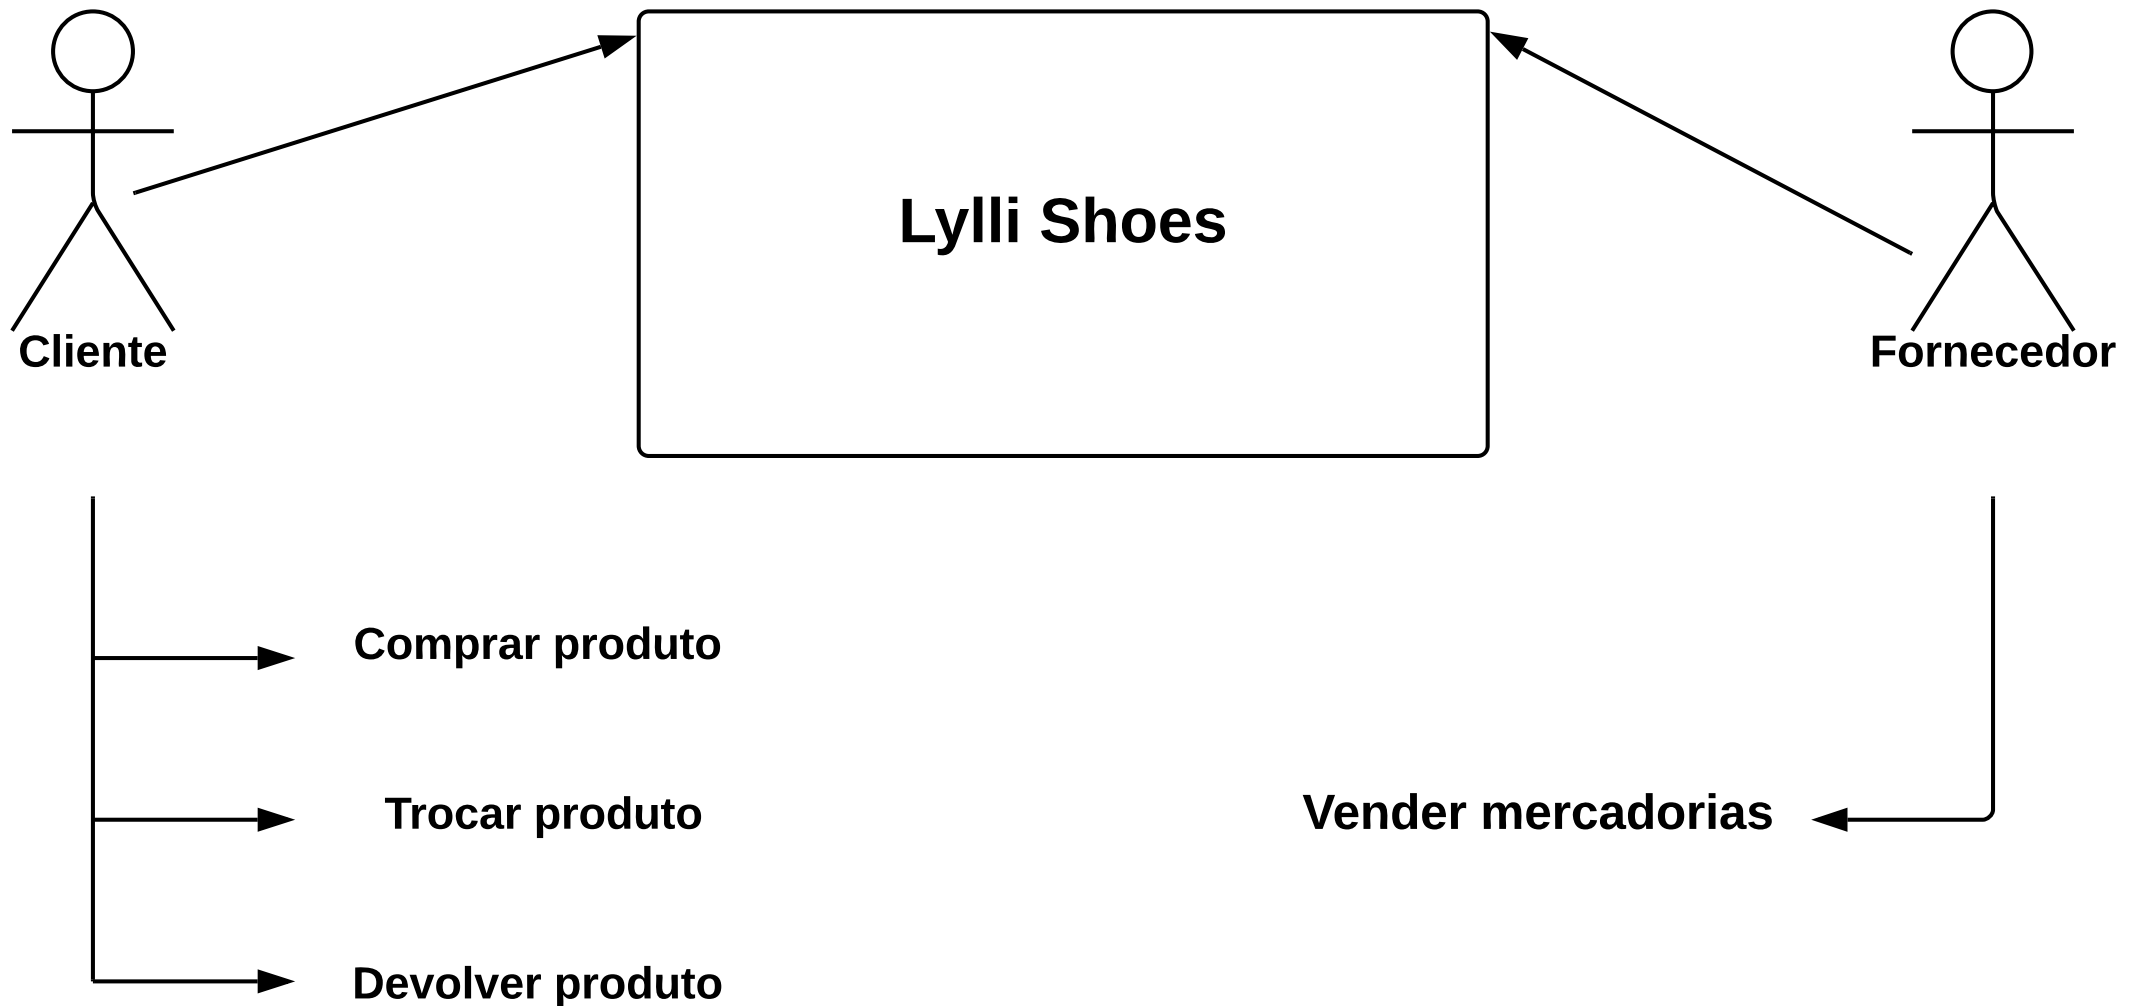 Lylli Shoes
Cliente
Fornecedor
Comprar produto
Trocar produto
Vender mercadorias
Devolver produto